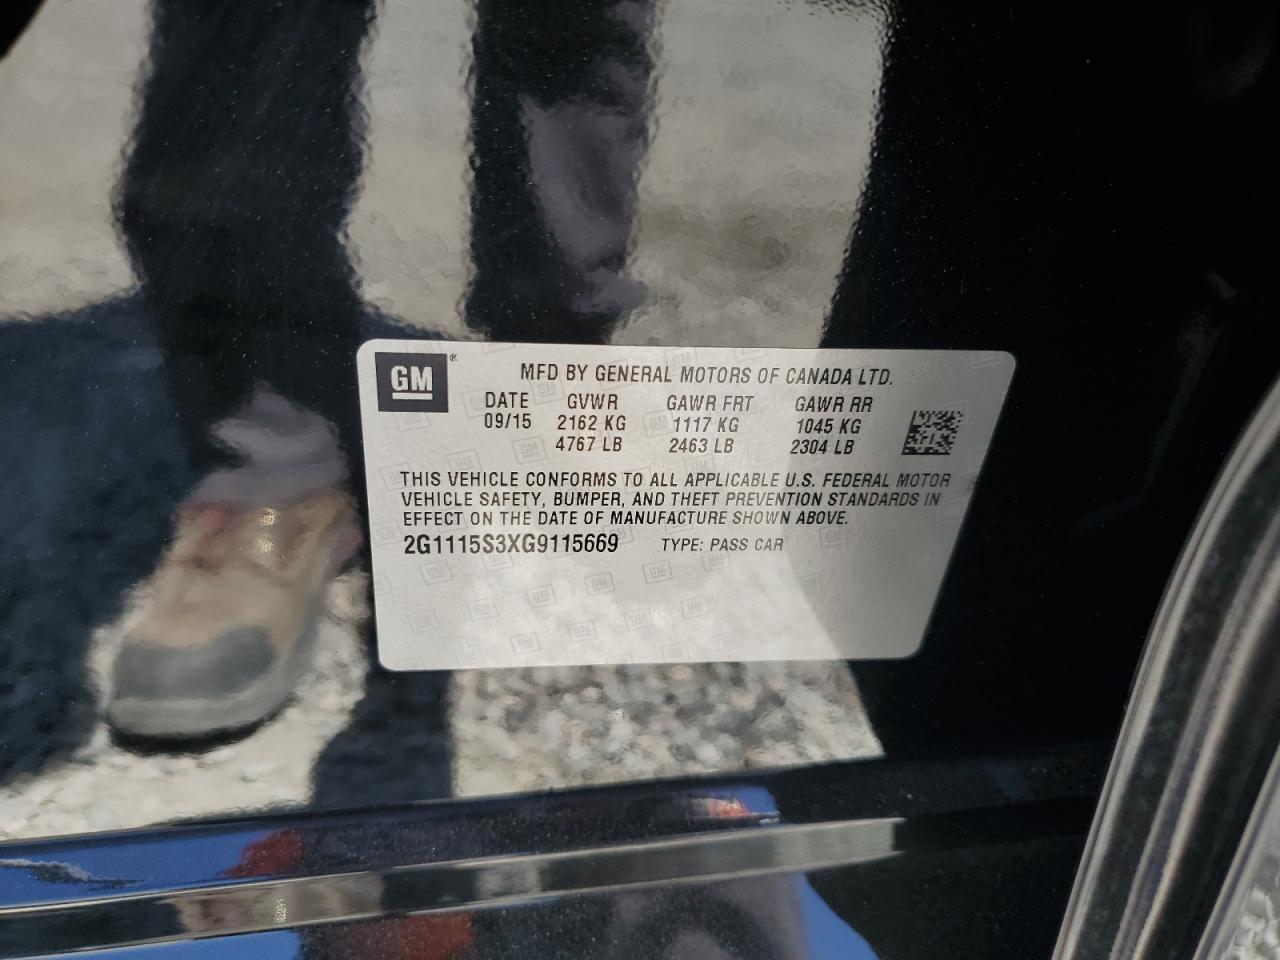 GM ®
MFD BY GENERAL MOTORS OF CANADA LTD.
DATE GVWR GAWR FRT GAWR RR
09/15 2162 KG 1117 KG 1045 KG
4767 LB 2463 LB 2304 LB
THIS VEHICLE CONFORMS TO ALL APPLICABLE U.S. FEDERAL MOTOR
VEHICLE SAFETY, BUMPER, AND THEFT PREVENTION STANDARDS IN
EFFECT ON THE DATE OF MANUFACTURE SHOWN ABOVE.
2G1115S3XG9115669 TYPE: PASS CAR